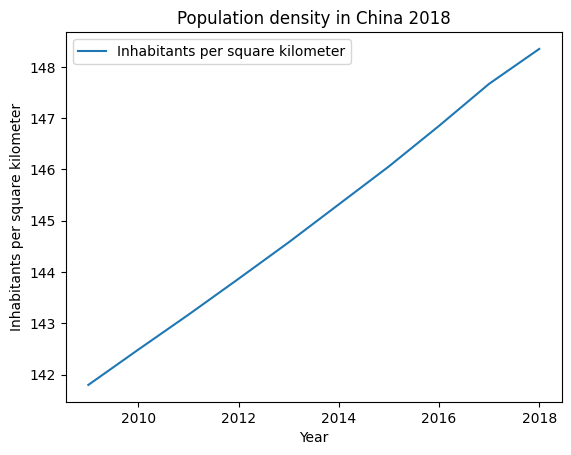 Population density in China 2018
Inhabitants per square kilometer
Inhabitants per square kilometer
148
147
146
145
144
143
142
2010 2012 2014 2016 2018
Year